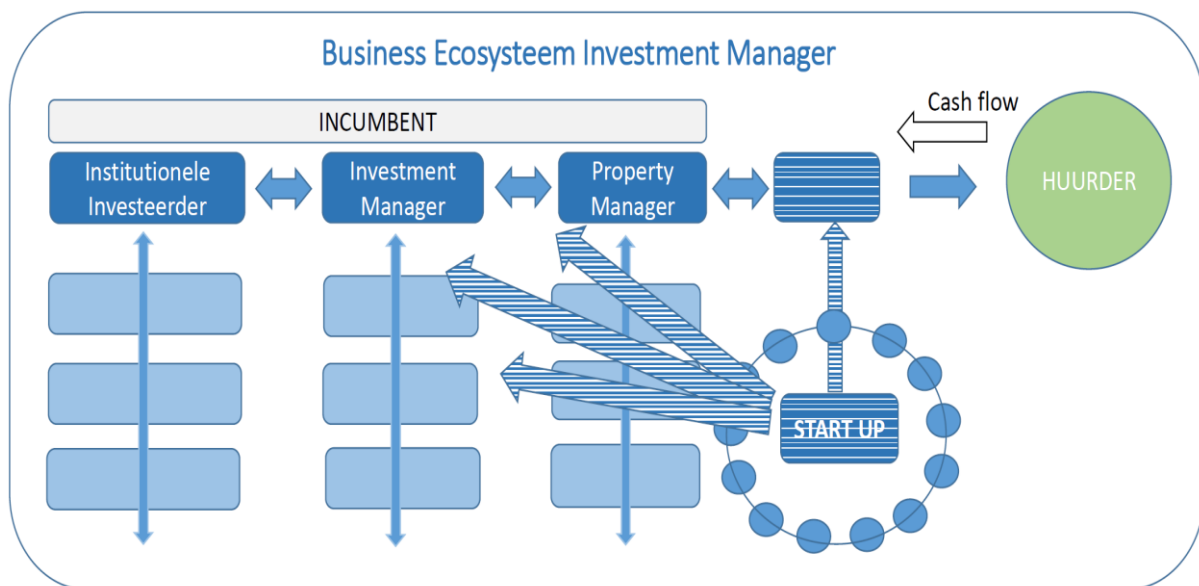 Business Ecosysteem Investment Manager
Cash flow
INCUMBENT
Institutionele
Investeerder
Investment
Manager
Property
Manager
HUURDER
START UP